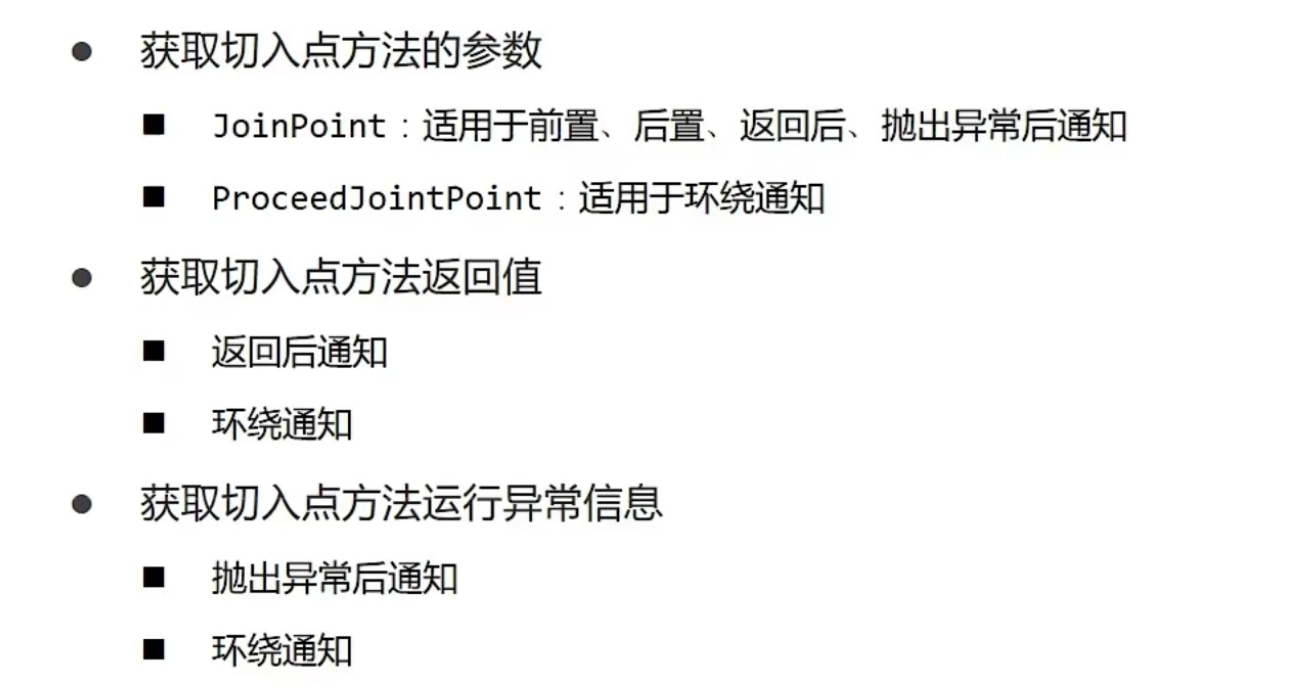 ● 获取切入点方法的参数
■ JoinPoint：适用于前置、后置、返回后、抛出异常后通知
■ ProceedJointPoint：适用于环绕通知
● 获取切入点方法返回值
■ 返回后通知
■ 环绕通知
● 获取切入点方法运行异常信息
■ 抛出异常后通知
■ 环绕通知